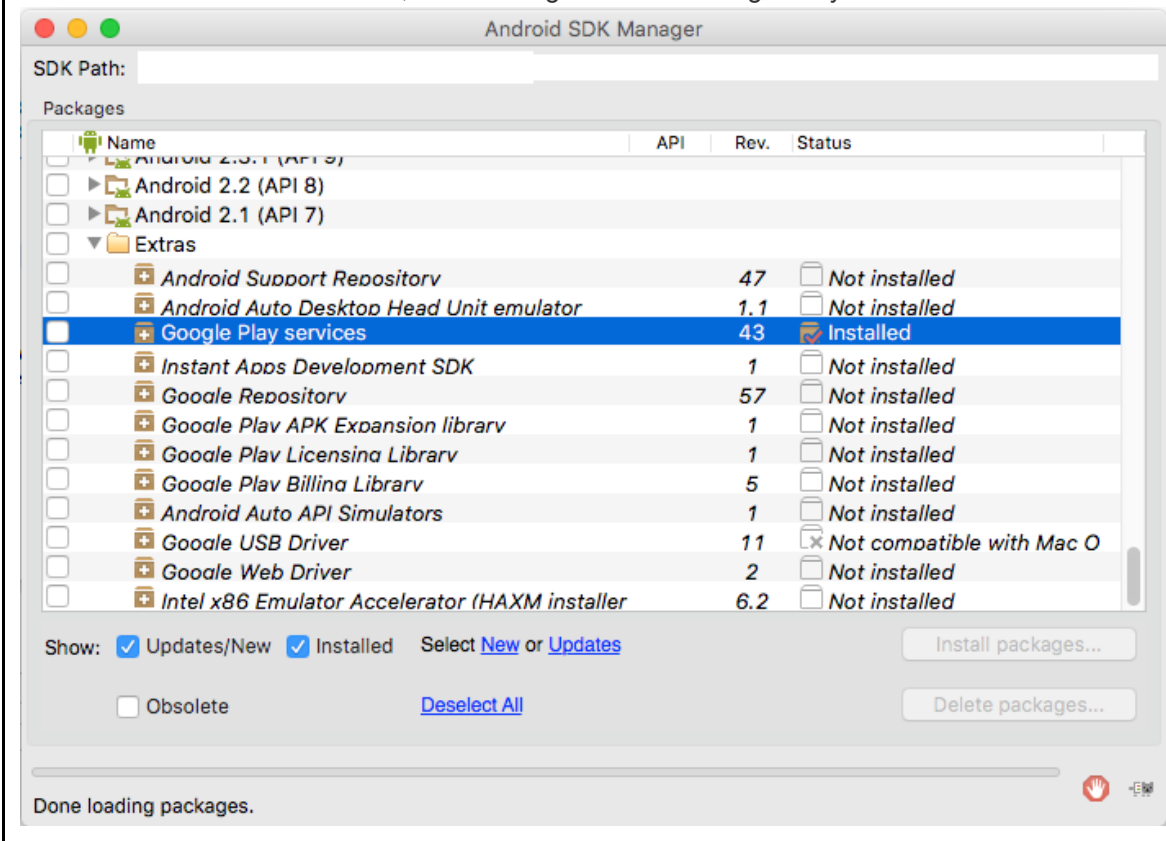 Android SDK Manager
SDK Path:
Packages
Name API Rev. Status
Android 2.3.1 (API 9)
Android 2.2 (API 8)
Android 2.1 (API 7)
Extras
Android Support Repository 47 Not installed
Android Auto Desktop Head Unit emulator 1.1 Not installed
Google Play services 43 Installed
Instant Apps Development SDK 1 Not installed
Google Repository 57 Not installed
Google Play APK Expansion library 1 Not installed
Google Play Licensing Library 1 Not installed
Google Play Billing Library 5 Not installed
Android Auto API Simulators 1 Not installed
Google USB Driver 11 Not compatible with Mac O
Google Web Driver 2 Not installed
Intel x86 Emulator Accelerator (HAXM installer 6.2 Not installed
Show: Updates/New Installed Select New or Updates Install packages...
Obsolete Deselect All Delete packages...
Done loading packages.